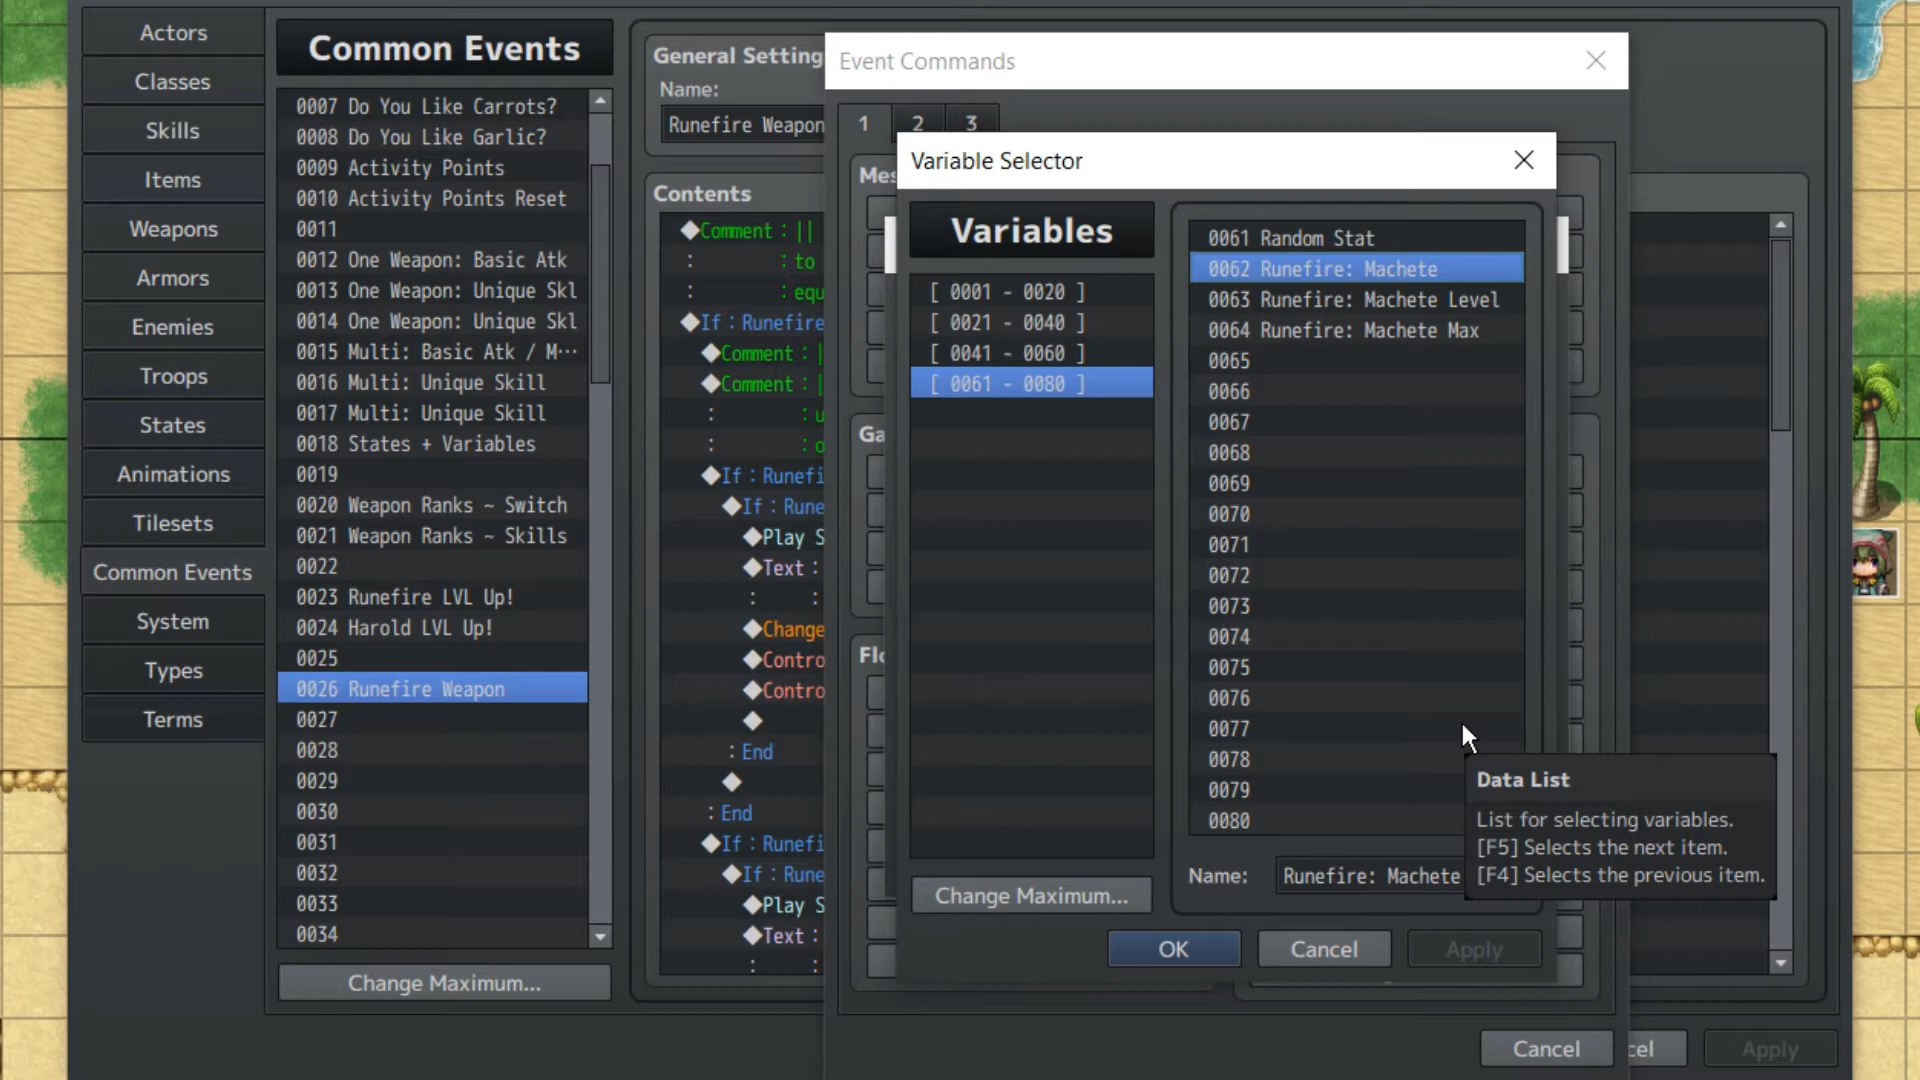 Actors
Classes
Skills
Items
Weapons
Armors
Enemies
Troops
States
Animations
Tilesets
Common Events
System
Types
Terms
Common Events
0007 Do You Like Carrots?
0008 Do You Like Garlic?
0009 Activity Points
0010 Activity Points Reset
0011
0012 One Weapon: Basic Atk
0013 One Weapon: Unique Skl
0014 One Weapon: Unique Skl
0015 Multi: Basic Atk / M…
0016 Multi: Unique Skill
0017 Multi: Unique Skill
0018 States + Variables
0019
0020 Weapon Ranks ~ Switch
0021 Weapon Ranks ~ Skills
0022
0023 Runefire LVL Up!
0024 Harold LVL Up!
0025
0026 Runefire Weapon
0027
0028
0029
0030
0031
0032
0033
0034
Change Maximum...
General Setting
Name:
Runefire Weapon
Contents
◆Comment : ||
: : to
: : equ
◆If : Runefire
◆Comment : |
◆Comment : |
: : u
: : o
◆If : Runefi
◆If : Rune
◆Play S
◆Text :
: :
◆Change
◆Contro
◆Contro
◆
: End
◆
: End
◆If : Runefi
◆If : Rune
◆Play S
◆Text :
: :
Event Commands
1 2 3
Mes
Ga
Flo
Variable Selector
Variables
[ 0001 - 0020 ]
[ 0021 - 0040 ]
[ 0041 - 0060 ]
[ 0061 - 0080 ]
Change Maximum...
0061 Random Stat
0062 Runefire: Machete
0063 Runefire: Machete Level
0064 Runefire: Machete Max
0065
0066
0067
0068
0069
0070
0071
0072
0073
0074
0075
0076
0077
0078
0079
0080
Name: Runefire: Machete
Data List
List for selecting variables.
[F5] Selects the next item.
[F4] Selects the previous item.
OK Cancel Apply
Cancel cel Apply